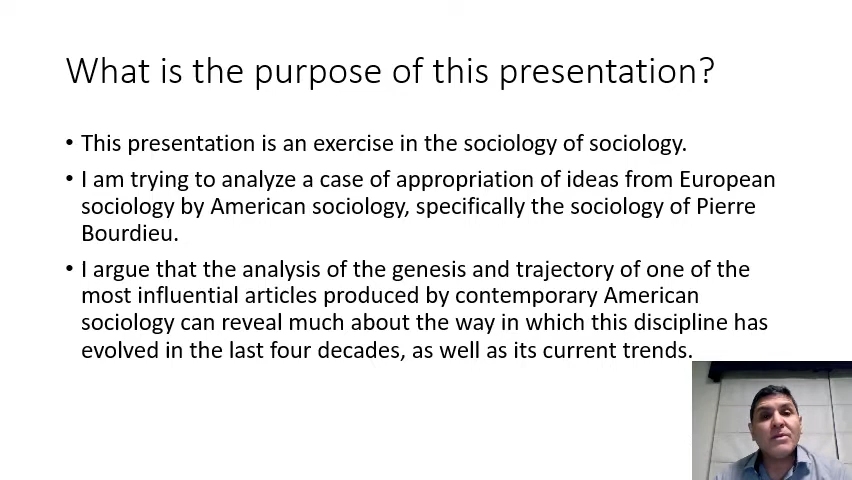 What is the purpose of this presentation?
• This presentation is an exercise in the sociology of sociology.
• I am trying to analyze a case of appropriation of ideas from European
sociology by American sociology, specifically the sociology of Pierre
Bourdieu.
• I argue that the analysis of the genesis and trajectory of one of the
most influential articles produced by contemporary American
sociology can reveal much about the way in which this discipline has
evolved in the last four decades, as well as its current trends.